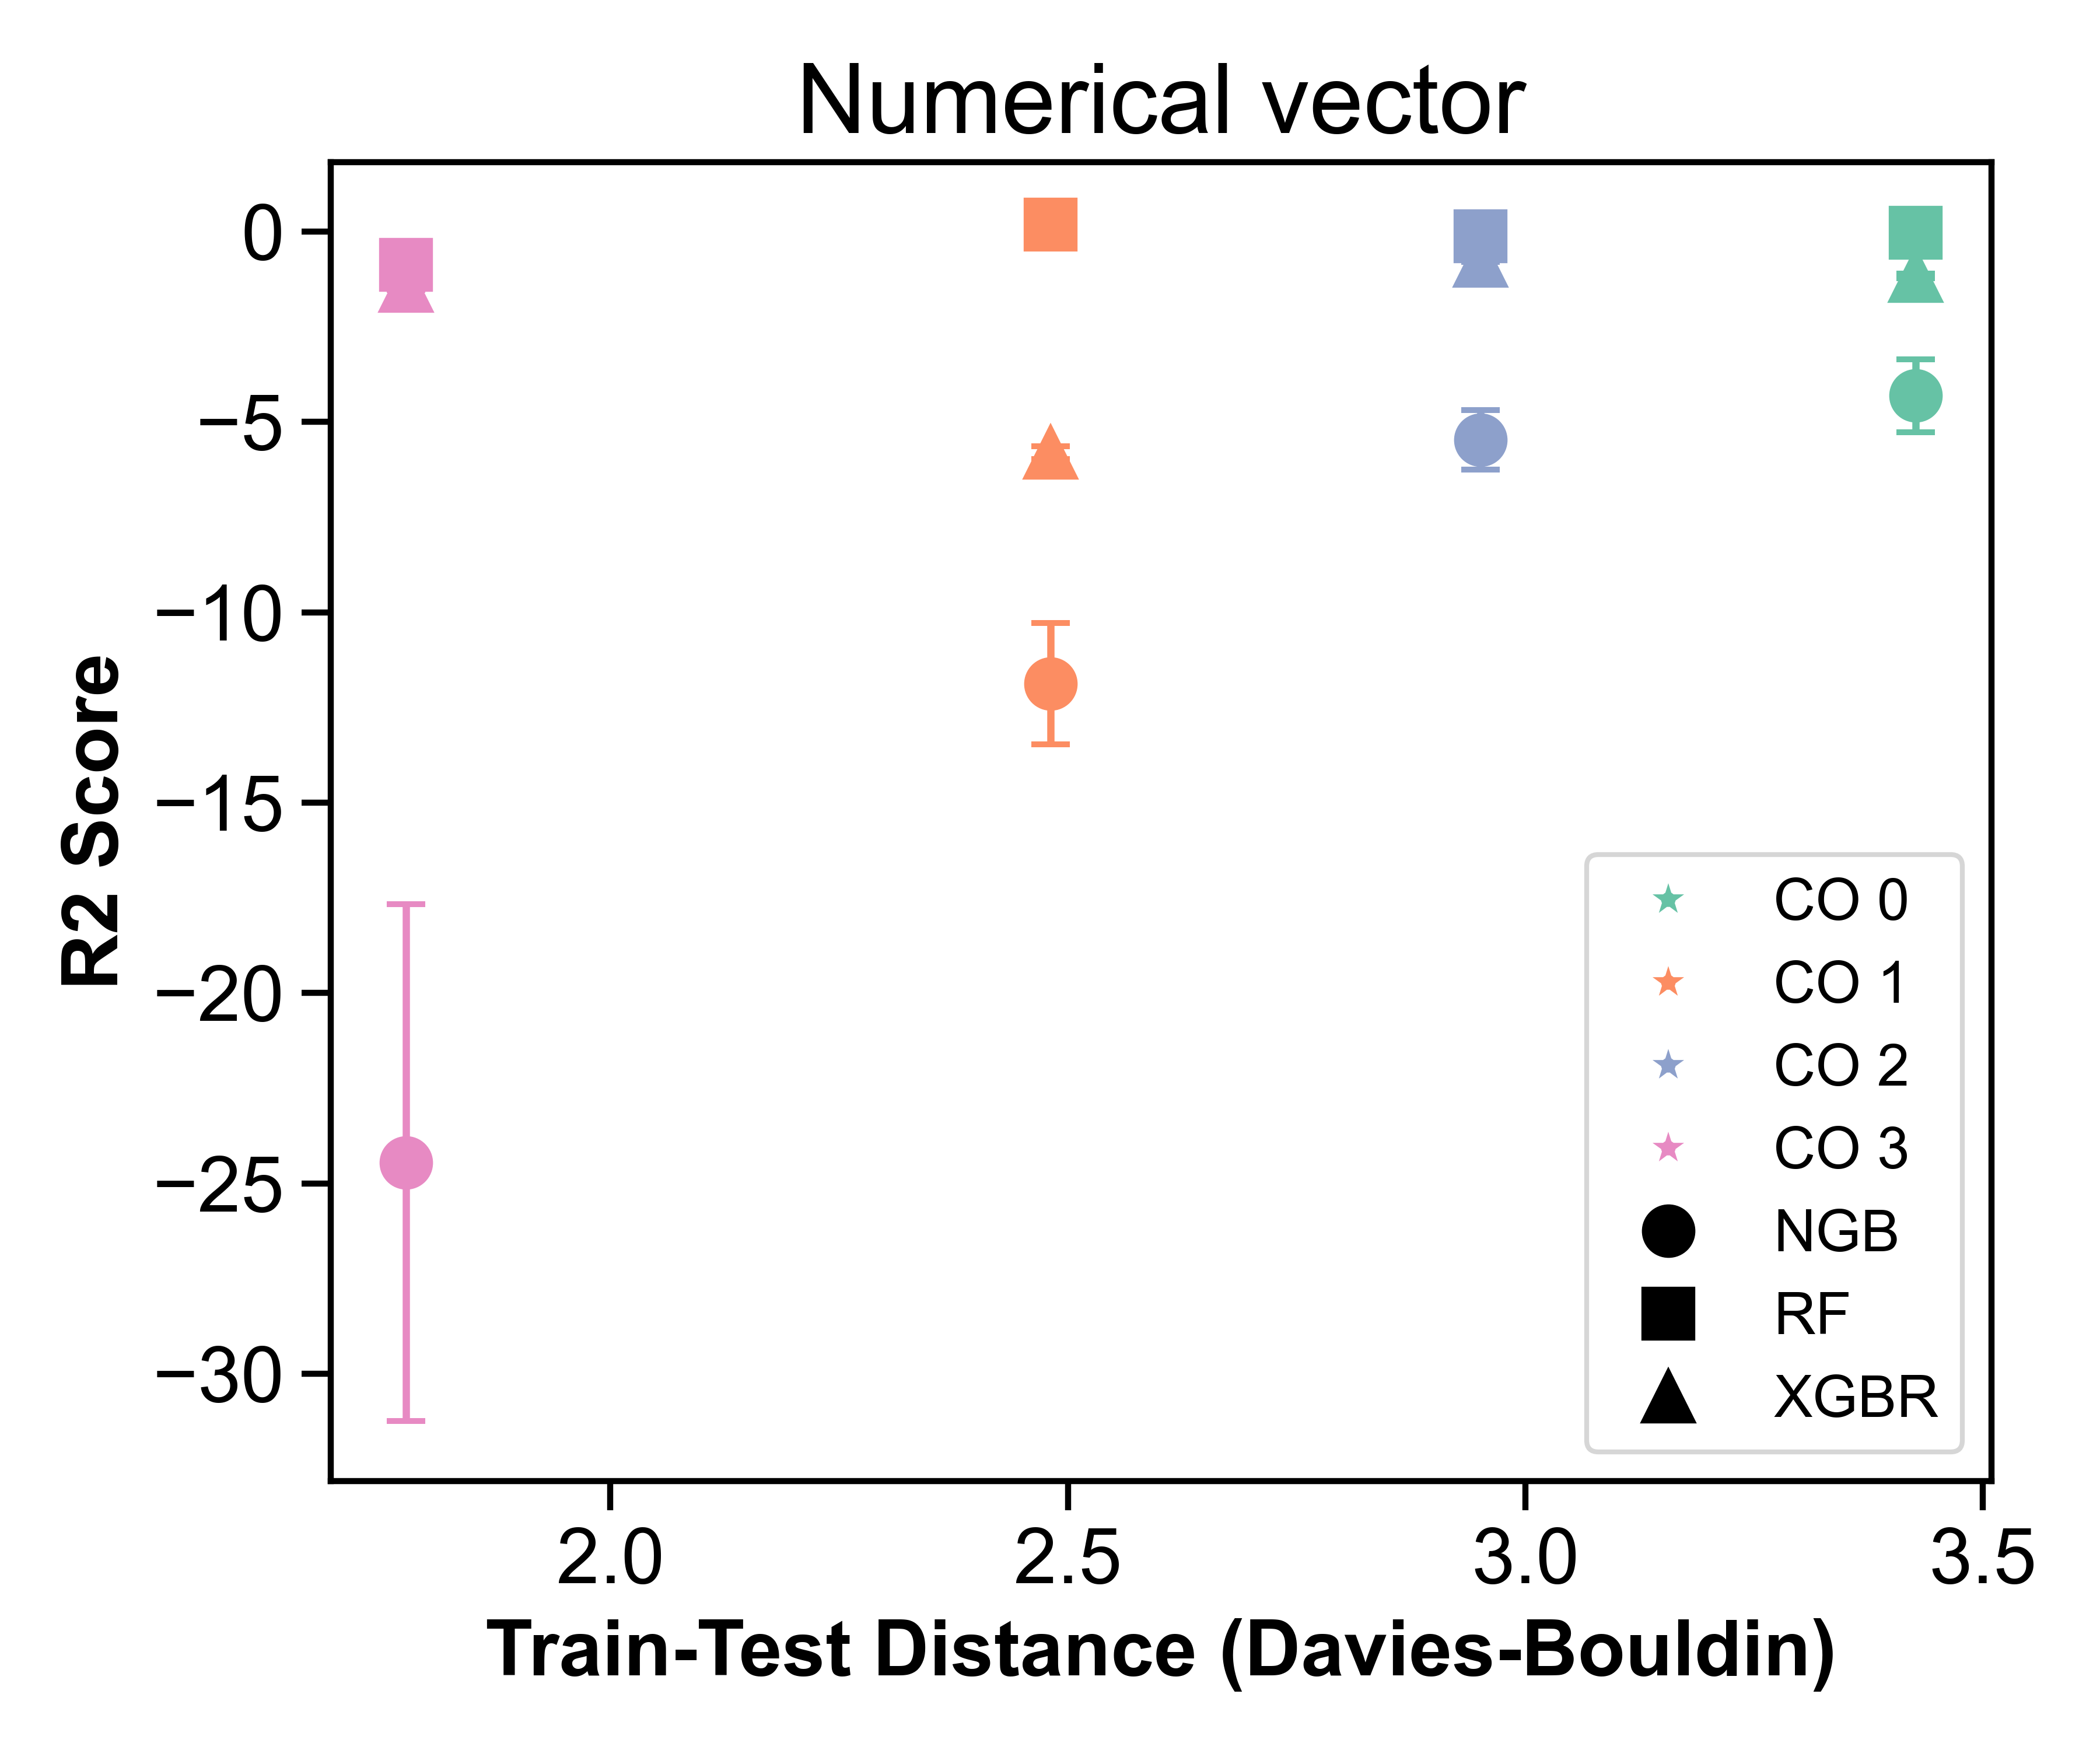 Numerical vector
0
−5
−10
−15
−20
−25
−30
R2 Score
2.0
2.5
3.0
3.5
Train-Test Distance (Davies-Bouldin)
CO 0
CO 1
CO 2
CO 3
NGB
RF
XGBR